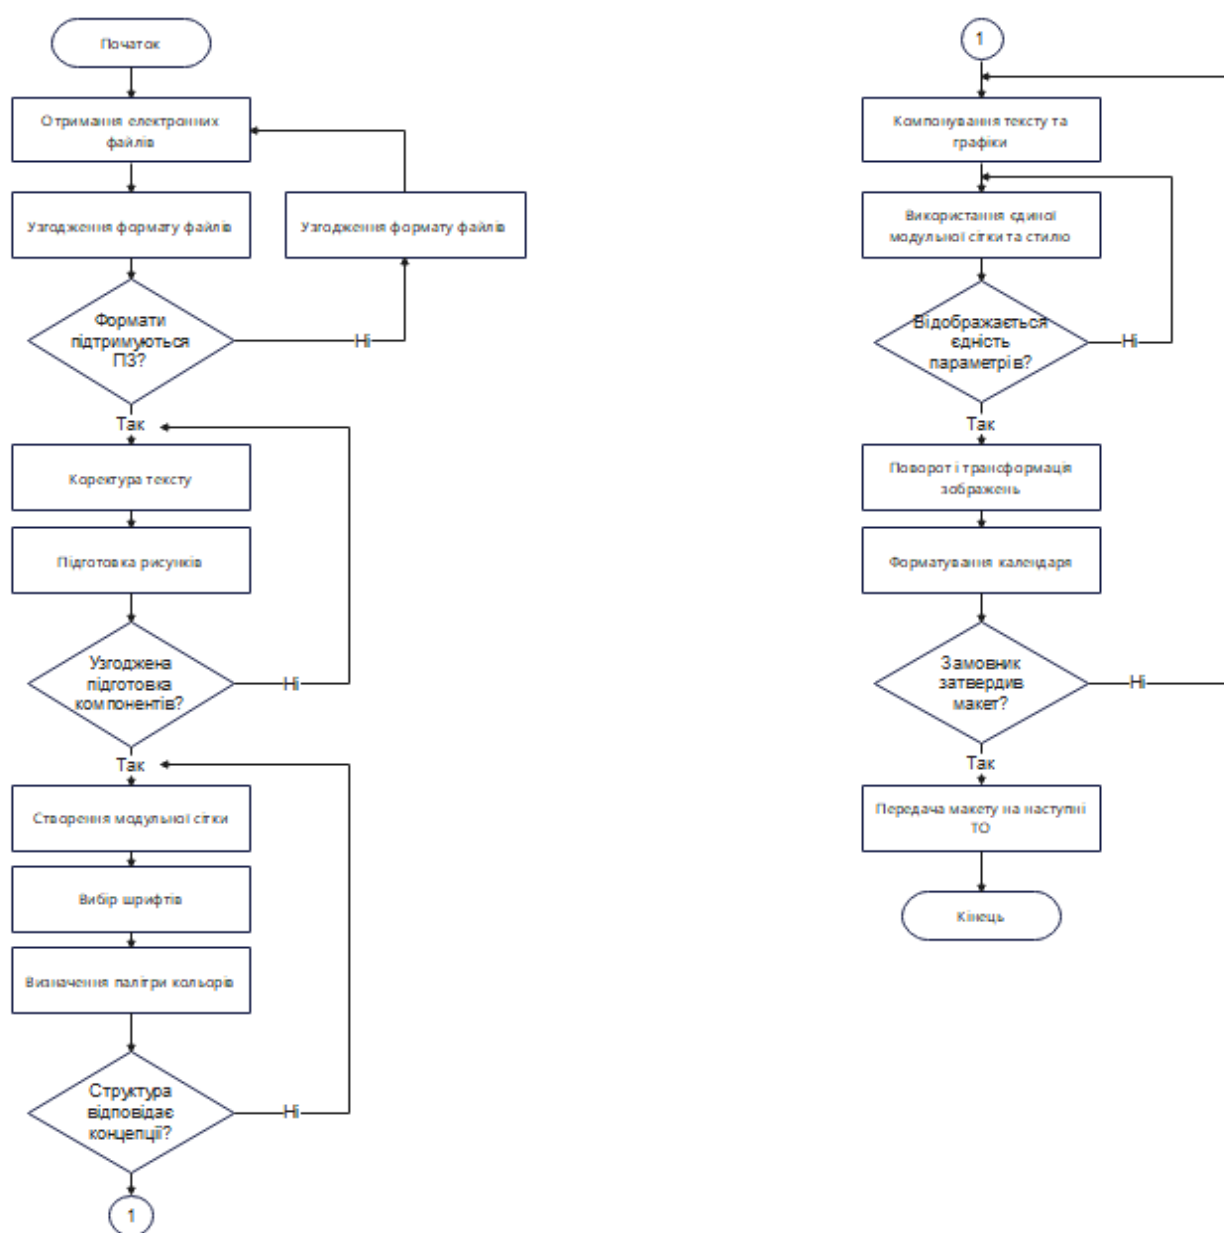 Початок
Отримання електронних
файлів
Узгодження формату файлів
Узгодження формату файлів
Формати
підтримуються
ПЗ?
Ні
Так
Коректура тексту
Підготовка рисунків
Узгоджена
підготовка
компонентів?
Ні
Так
Створення модульної сітки
Вибір шрифтів
Визначення палітри кольорів
Структура
відповідає
концепції?
Ні
1
1
Компонування тексту та
графіки
Використання єдиної
модульної сітки та стилю
Відображається
єдність
параметрів?
Ні
Так
Поворот і трансформація
зображень
Форматування календаря
Замовник
затвердив
макет?
Ні
Так
Передача макету на наступні
ТО
Кінець